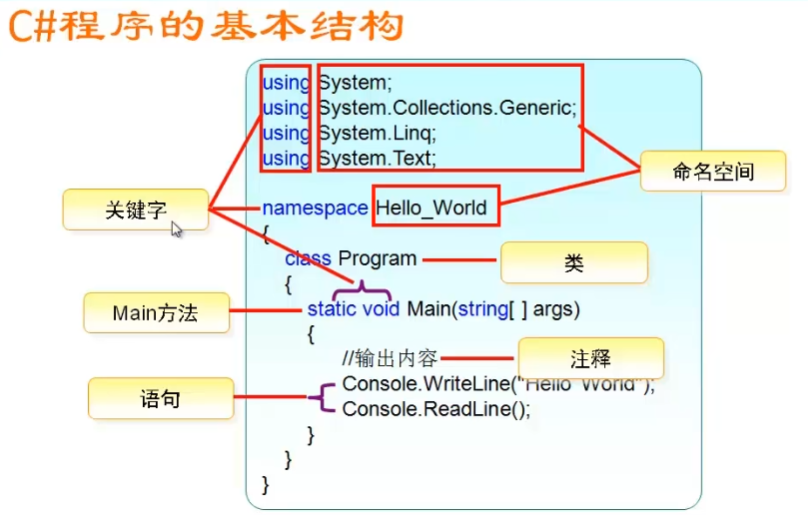 C#程序的基本结构
using System;
using System.Collections.Generic;
using System.Linq;
using System.Text;
命名空间
关键字
namespace Hello_World
{
class Program
类
{
Main方法
static void Main(string[ ] args)
{
//输出内容
注释
语句
Console.WriteLine("Hello World");
Console.ReadLine();
}
}
}